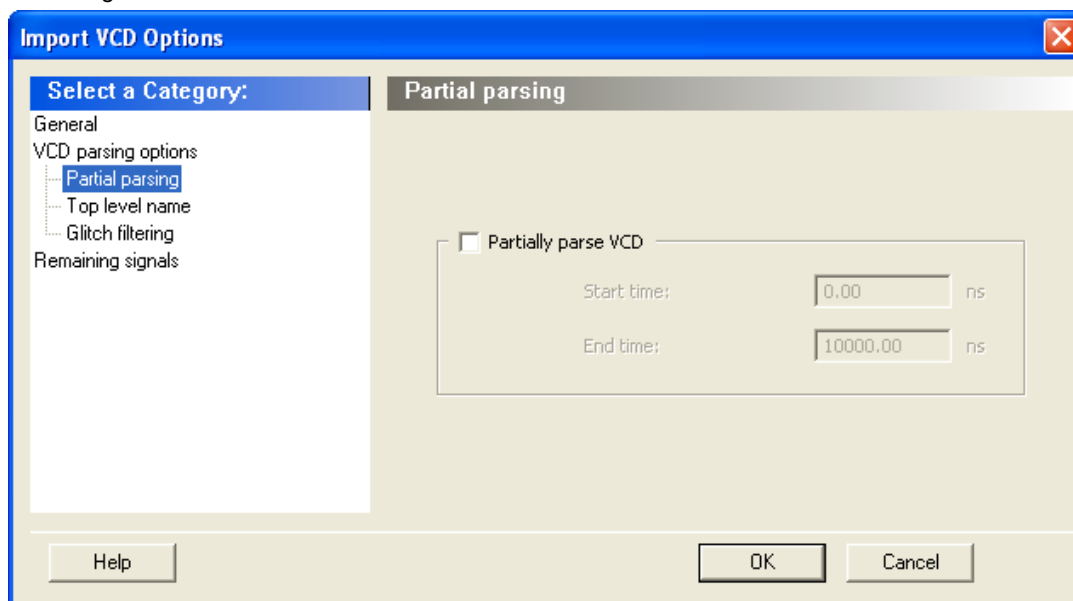 Import VCD Options
Select a Category:
General
VCD parsing options
Partial parsing
Top level name
Glitch filtering
Remaining signals
Partial parsing
Partially parse VCD
Start time: 0.00 ns
End time: 10000.00 ns
Help OK Cancel